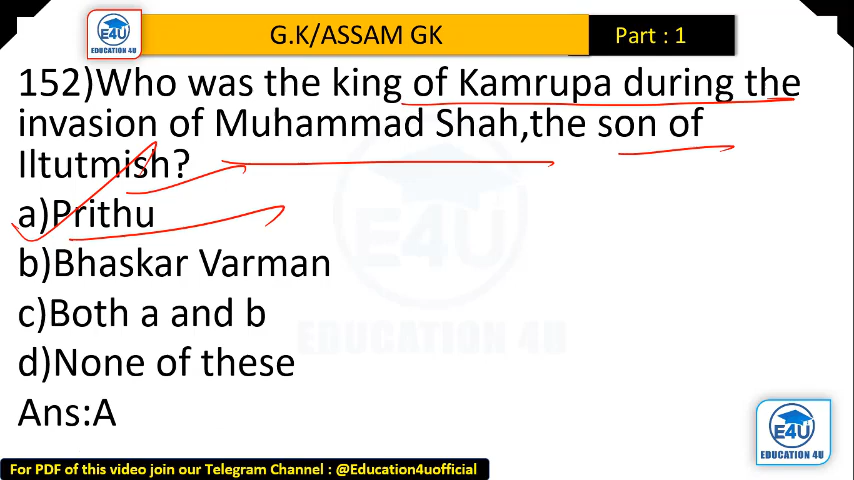 E4U
EDUCATION 4U
G.K/ASSAM GK
Part : 1
152)Who was the king of Kamrupa during the
invasion of Muhammad Shah,the son of
Iltutmish?
a)Prithu
b)Bhaskar Varman
c)Both a and b
d)None of these
Ans:A
E4U
EDUCATION 4U
E4U
EDUCATION 4U
For PDF of this video join our Telegram Channel : @Education4uofficial